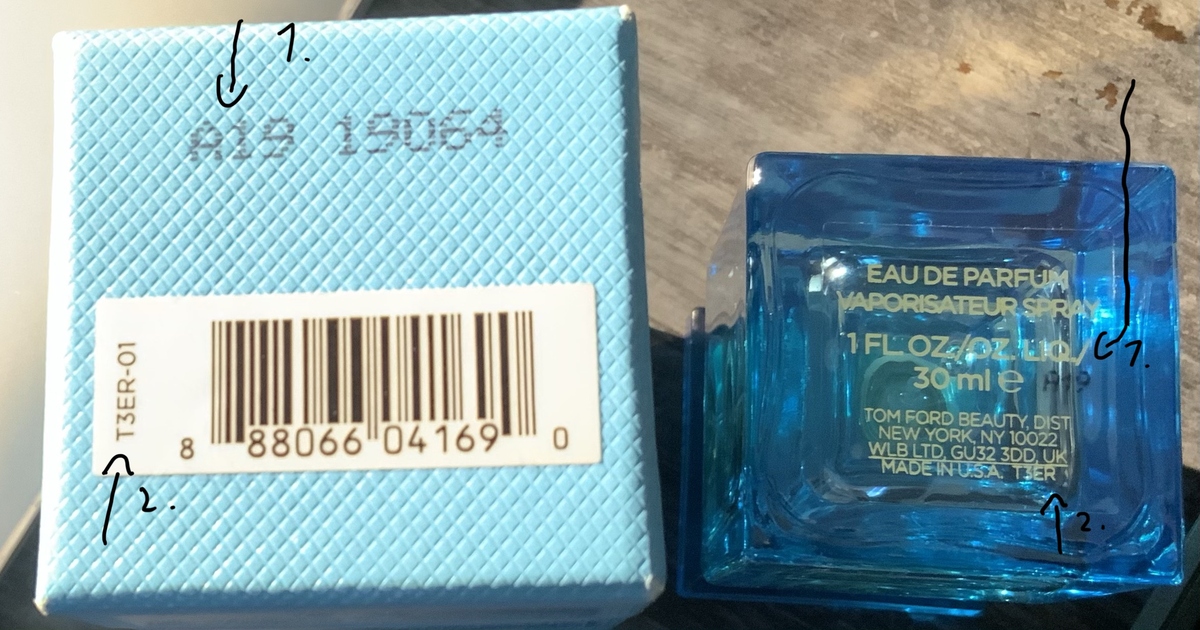 1.
19064
T3ER-01
8 88066 04169 0
2.
EAU DE PARFUM
VAPORISATEUR SPRAY
1 FL. OZ./OZ. LIQ./
1.
30 ml e A19
TOM FORD BEAUTY, DIST
NEW YORK, NY 10022
WLB LTD, GU32 3DD, UK
MADE IN U.S.A. T3ER
2.